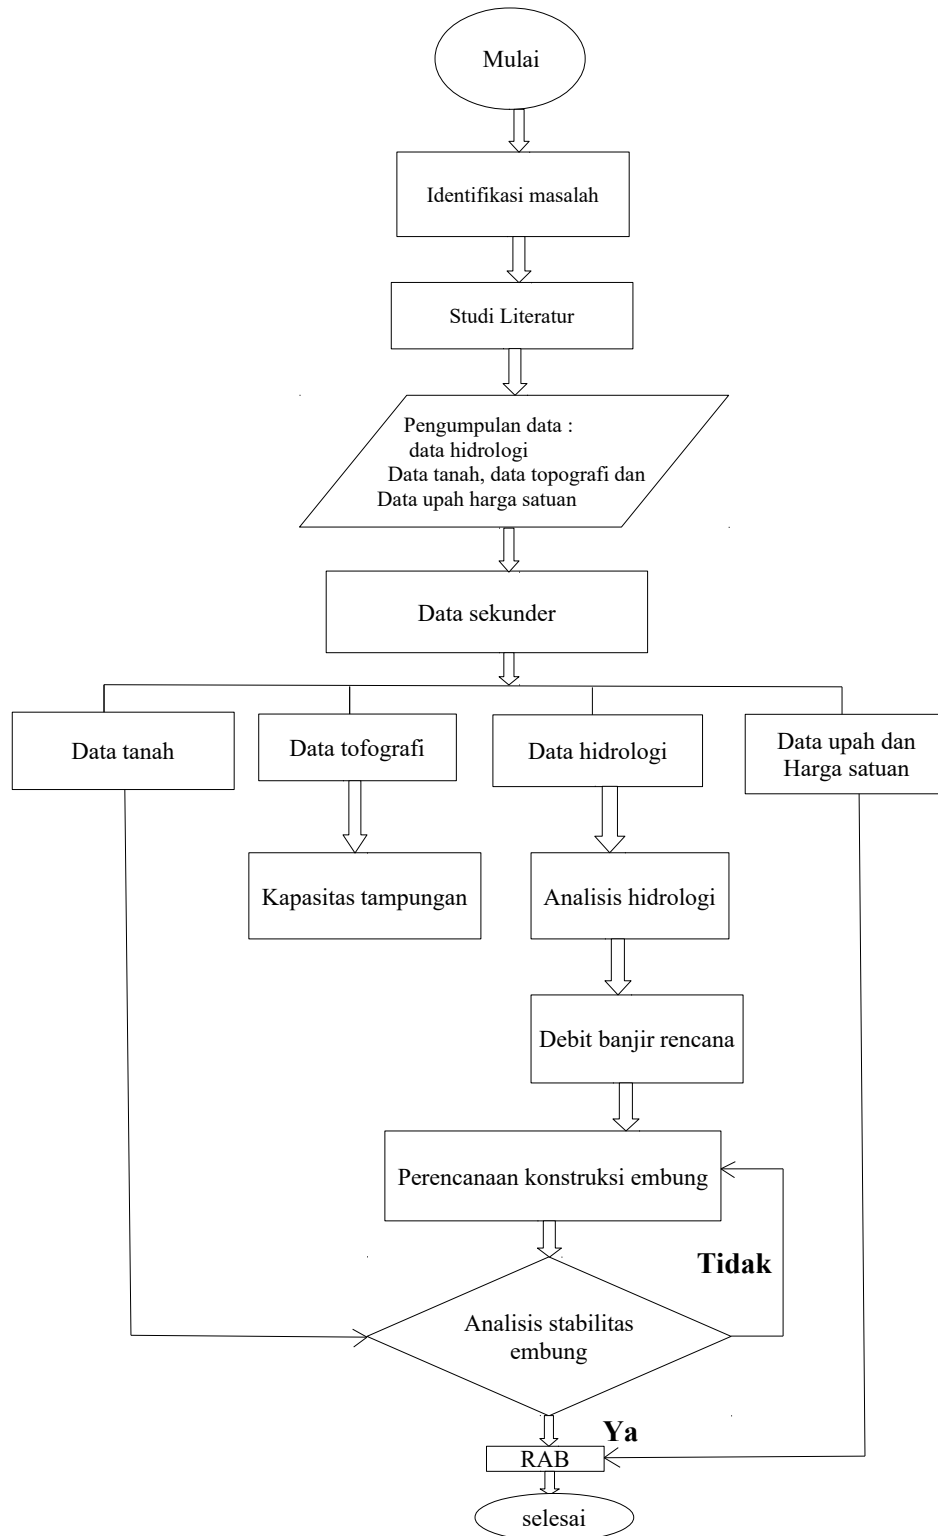 Mulai
Identifikasi masalah
Studi Literatur
Pengumpulan data :
data hidrologi
Data tanah, data topografi dan
Data upah harga satuan
Data sekunder
Data tanah
Data tofografi
Data hidrologi
Data upah dan
Harga satuan
Kapasitas tampungan
Analisis hidrologi
Debit banjir rencana
Perencanaan konstruksi embung
Tidak
Analisis stabilitas
embung
Ya
RAB
selesai